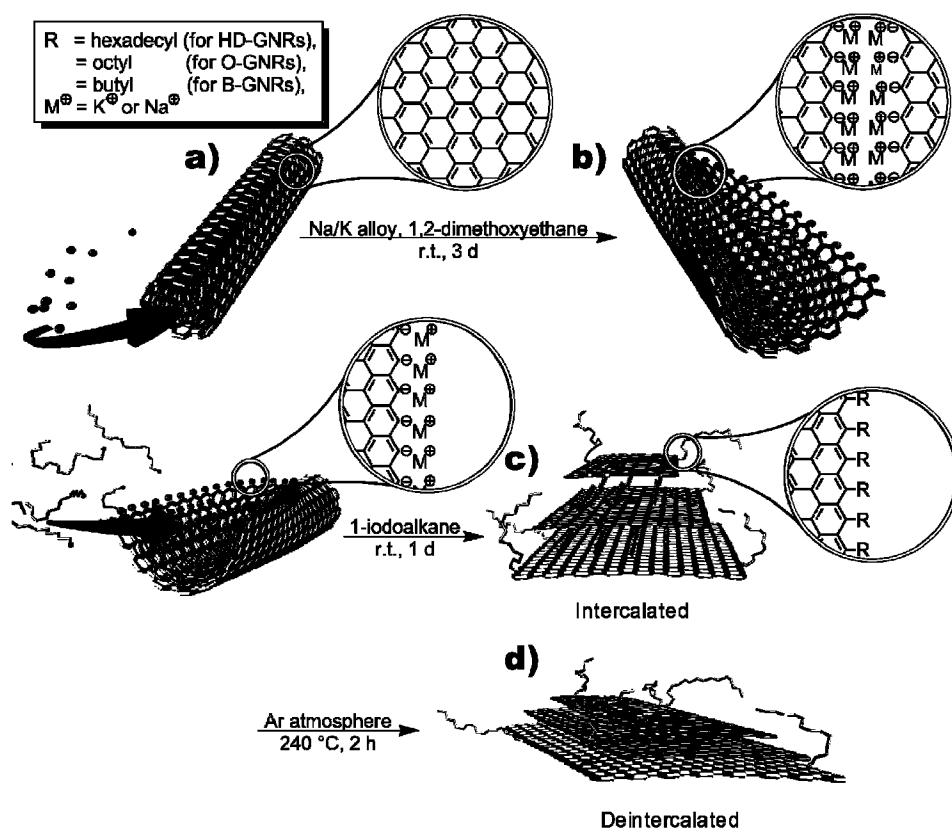 R = hexadecyl (for HD-GNRs),
= octyl (for O-GNRs),
= butyl (for B-GNRs),
M⊕ = K⊕ or Na⊕
a)
b)
⊖⊕ ⊕⊖
M M
⊖⊕ ⊕⊖
M M
⊖⊕ ⊕⊖
M M
⊖⊕ ⊕⊖
M M
⊖⊕ ⊕⊖
M M
⊖⊕ ⊕⊖
Na/K alloy, 1,2-dimethoxyethane
r.t., 3 d
⊖ M⊕
⊖ M⊕
⊖ M⊕
⊖ M⊕
⊖ M⊕
⊖ ⊕
1-iodoalkane
r.t., 1 d
c)
R
R
R
R
R
Intercalated
d)
Ar atmosphere
240 °C, 2 h
Deintercalated